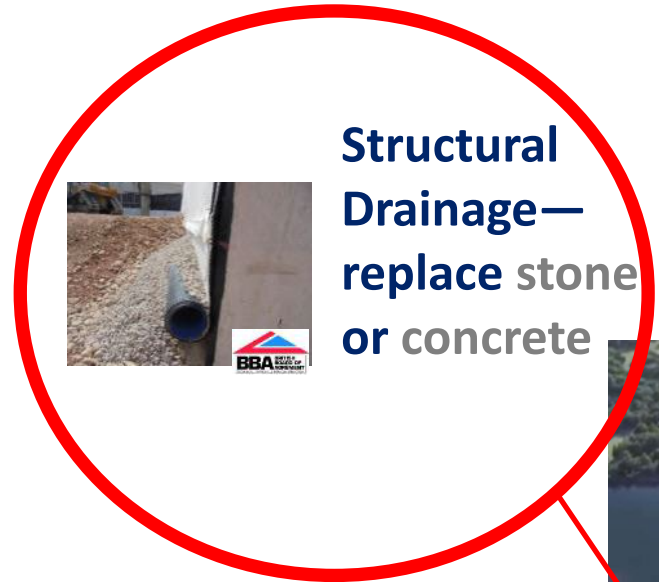 Structural
Drainage—
replace stone
or concrete
BBA